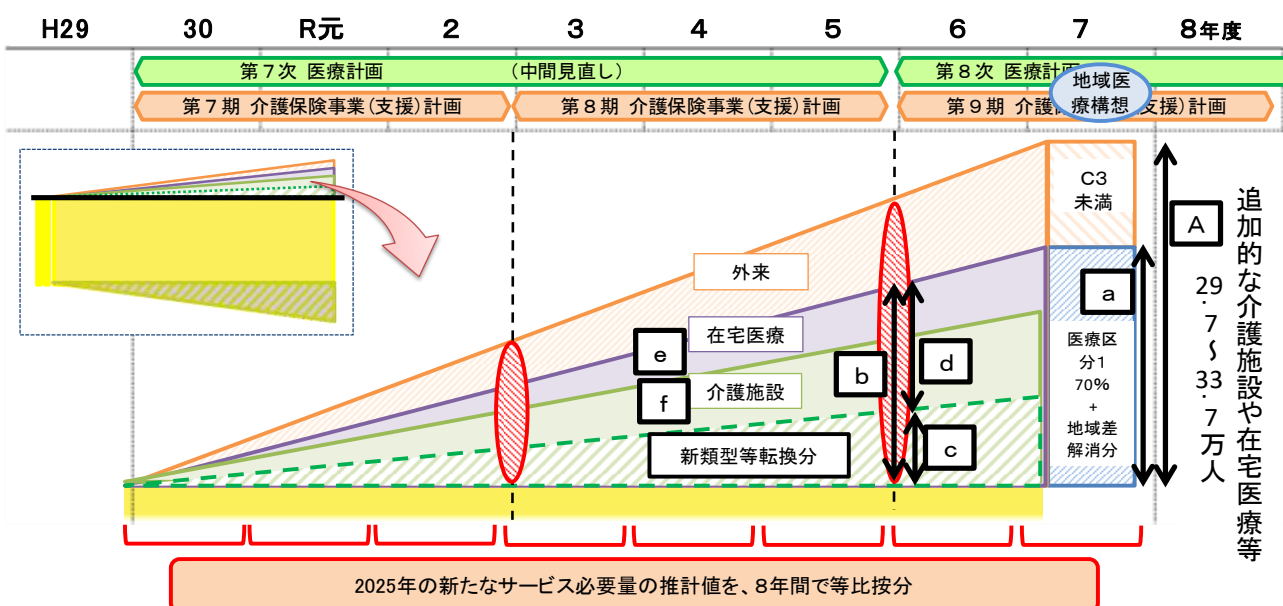 H29 30 R元 2 3 4 5 6 7 8年度
第7次 医療計画 (中間見直し) 第8次 医療計画
第7期 介護保険事業(支援)計画 第8期 介護保険事業(支援)計画 第9期 介護保 支援)計画
地域医
療構想
C3
未満
A
外来
a
在宅医療
e
b
d
医療区
分1
70%
+
地域差
解消分
介護施設
f
新類型等転換分
c
追加的な介護施設や在宅医療等
29.7~33.7万人
2025年の新たなサービス必要量の推計値を、8年間で等比按分